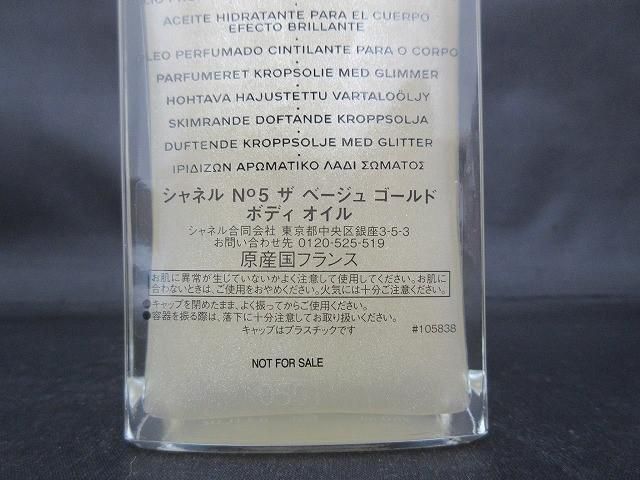 ACEITE HIDRATANTE PARA EL CUERPO
EFECTO BRILLANTE
ÓLEO PERFUMADO CINTILANTE PARA O CORPO
PARFUMERET KROPSOLIE MED GLIMMER
HOHTAVA HAJUSTETTU VARTALOÖLJY
SKIMRANDE DOFTANDE KROPPSOLJA
DUFTENDE KROPPSOLJE MED GLITTER
ΙΡΙΔΙΖΩΝ ΑΡΩΜΑΤΙΚΟ ΛΑΔΙ ΣΩΜΑΤΟΣ
シャネル Nº5 ザ ベージュ ゴールド
ボディ オイル
シャネル合同会社 東京都中央区銀座3-5-3
お問い合わせ先 0120-525-519
原産国フランス
お肌に異常が生じていないかよく注意して使用してください。お肌に
合わないときは、ご使用をおやめください。火気には十分ご注意ください。
●キャップを閉めたまま、よく振ってからご使用ください。
●容器を振る際は、落下に十分注意してお取り扱いください。
キャップはプラスチックです #105838
NOT FOR SALE